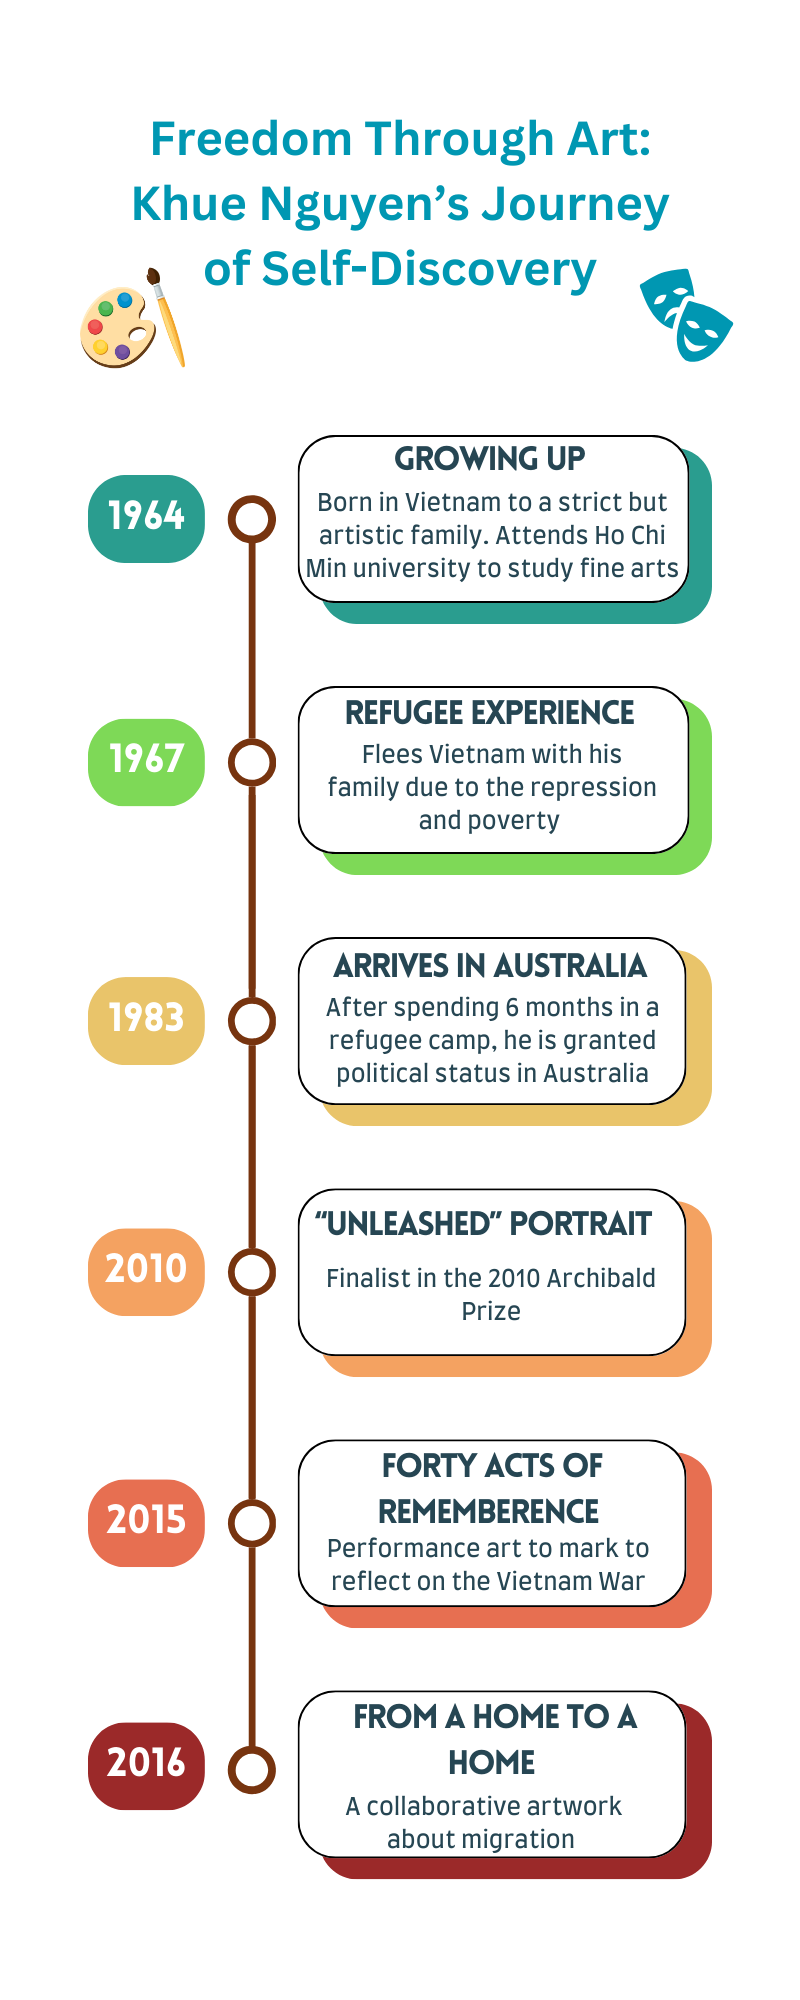 Freedom Through Art:
Khue Nguyen’s Journey
of Self-Discovery
1964
GROWING UP
Born in Vietnam to a strict but
artistic family. Attends Ho Chi
Min university to study fine arts
1967
REFUGEE EXPERIENCE
Flees Vietnam with his
family due to the repression
and poverty
1983
ARRIVES IN AUSTRALIA
After spending 6 months in a
refugee camp, he is granted
political status in Australia
2010
“UNLEASHED” PORTRAIT
Finalist in the 2010 Archibald
Prize
2015
FORTY ACTS OF
REMEMBERENCE
Performance art to mark to
reflect on the Vietnam War
2016
FROM A HOME TO A
HOME
A collaborative artwork
about migration